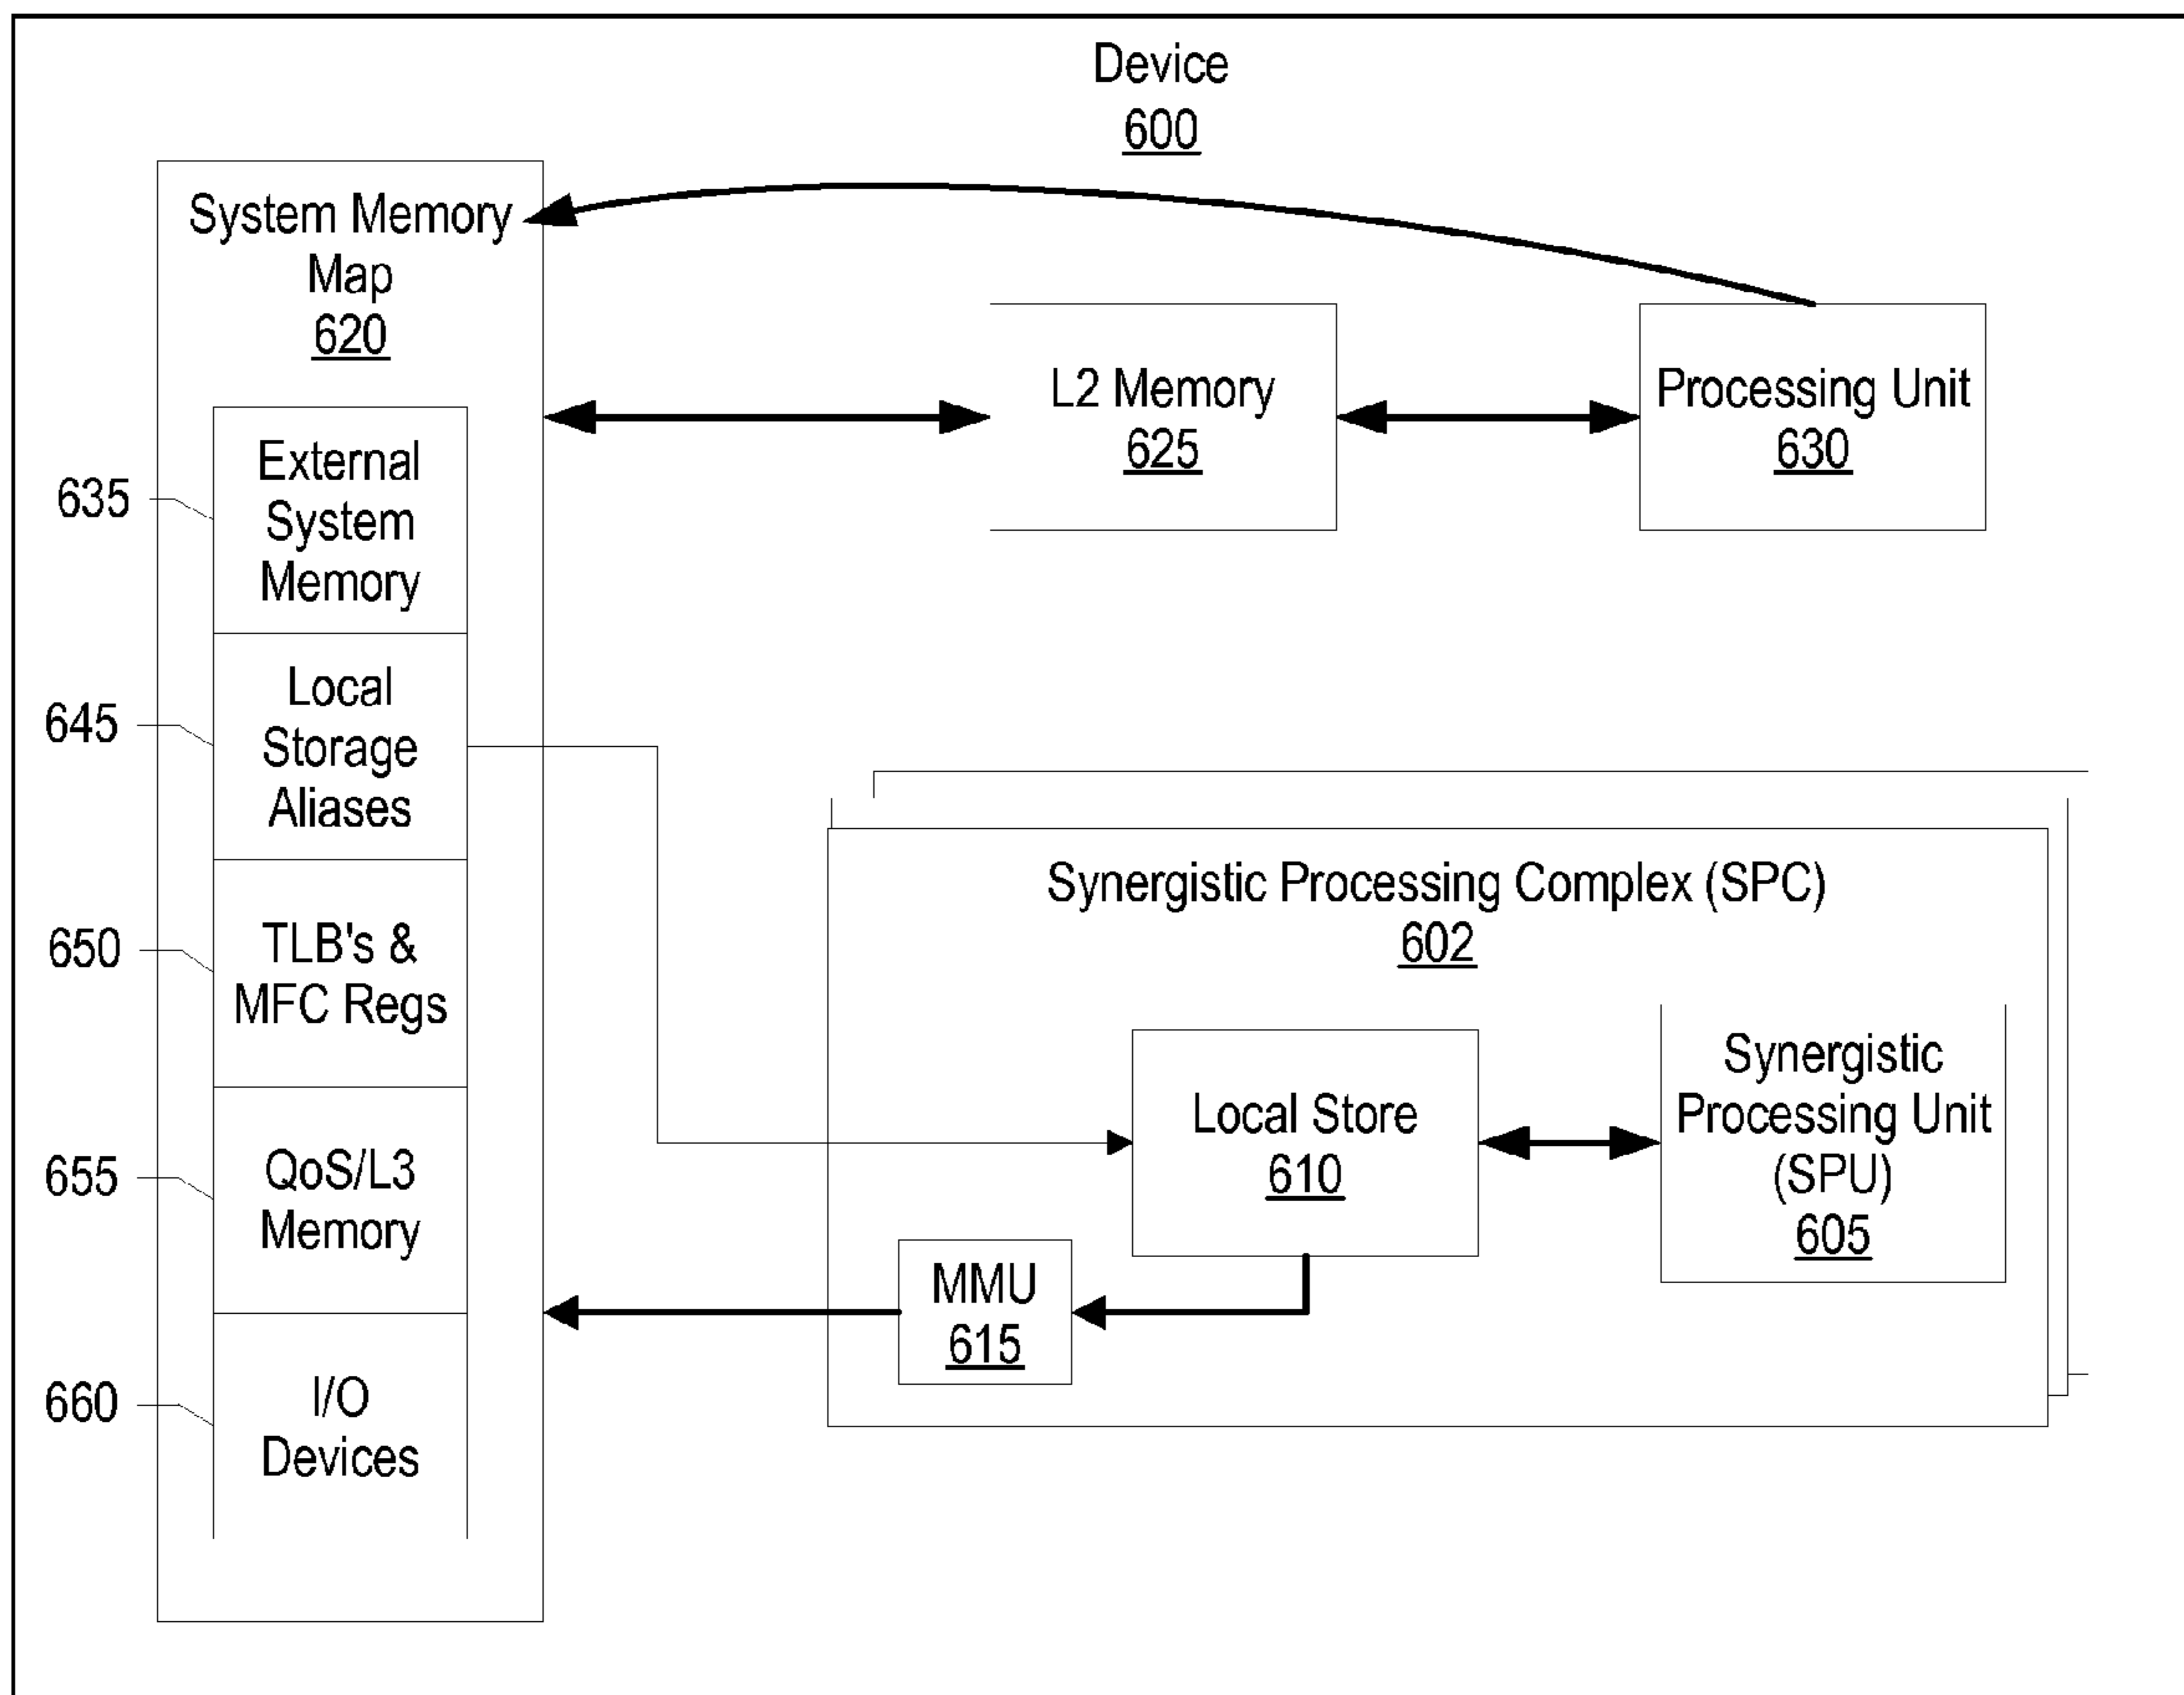 Device
600
System Memory
Map
620
L2 Memory
625
Processing Unit
630
635
External
System
Memory
645
Local
Storage
Aliases
650
TLB's &
MFC Regs
655
QoS/L3
Memory
660
I/O
Devices
Synergistic Processing Complex (SPC)
602
Local Store
610
Synergistic
Processing Unit
(SPU)
605
MMU
615